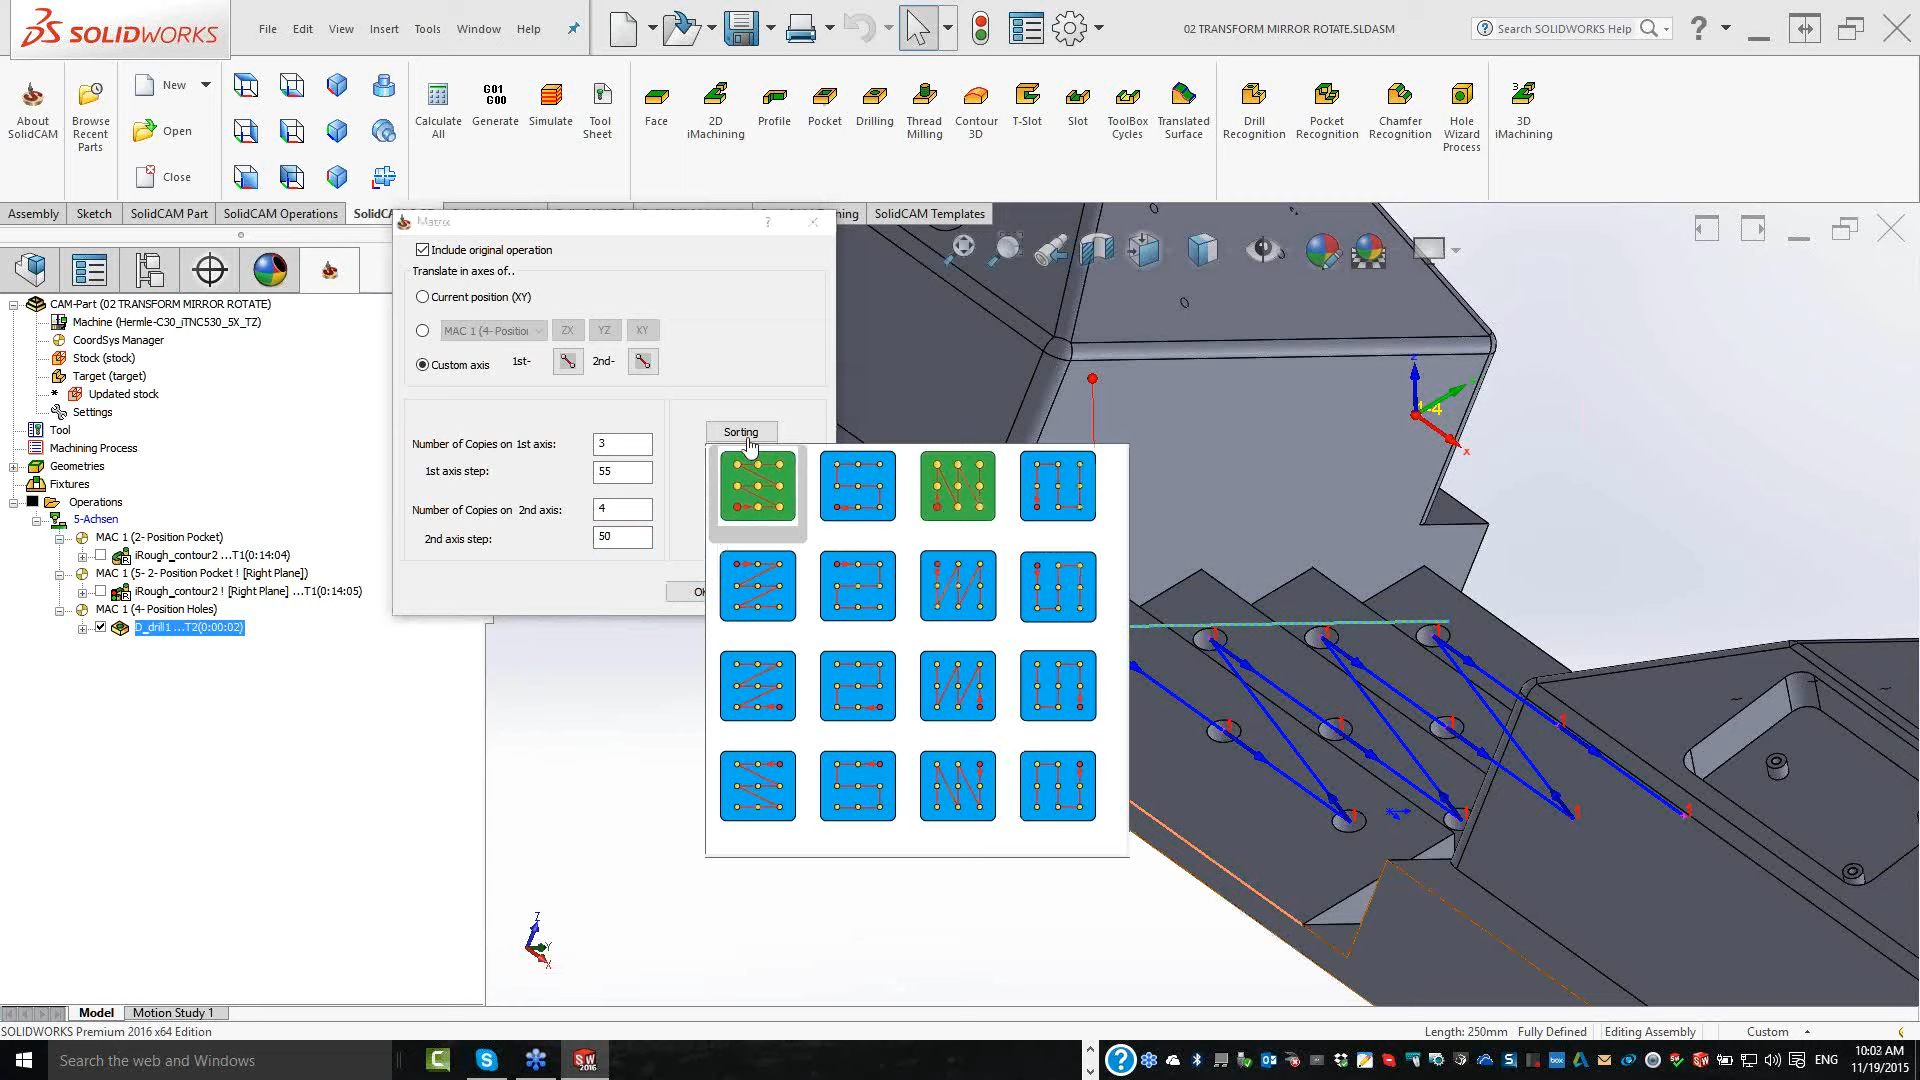 SOLIDWORKS
File Edit View Insert Tools Window Help
02 TRANSFORM MIRROR ROTATE.SLDASM
Search SOLIDWORKS Help
About SolidCAM
Browse Recent Parts
New
Open
Close
Calculate All
G01 G00
Generate
Simulate
Tool Sheet
Face
2D iMachining
Profile
Pocket
Drilling
Thread Milling
Contour 3D
T-Slot
Slot
ToolBox Cycles
Translated Surface
Drill Recognition
Pocket Recognition
Chamfer Recognition
Hole Wizard Process
3D iMachining
Assembly
Sketch
SolidCAM Part
SolidCAM Operations
SolidCAM Templates
Matrix
Include original operation
Translate in axes of..
Current position (XY)
ZX YZ XY
Custom axis 1st- 2nd-
Number of Copies on 1st axis: 3
1st axis step: 55
Number of Copies on 2nd axis: 4
2nd axis step: 50
Sorting
CAM-Part (02 TRANSFORM MIRROR ROTATE)
Machine (Hermle-C30_iTNC530_5X_TZ)
CoordSys Manager
Stock (stock)
Target (target)
* Updated stock
Settings
Tool
Machining Process
Geometries
Fixtures
Operations
5-Achsen
MAC 1 (2- Position Pocket)
iRough_contour2 ...T1(0:14:04)
MAC 1 (5- 2- Position Pocket ! [Right Plane])
iRough_contour2 ! [Right Plane] ...T1(0:14:05)
MAC 1 (4- Position Holes)
D_drill1 ...T2(0:00:02)
Model
Motion Study 1
SOLIDWORKS Premium 2016 x64 Edition
Length: 250mm Fully Defined Editing Assembly Custom
Search the web and Windows
ENG
10:03 AM
11/19/2015